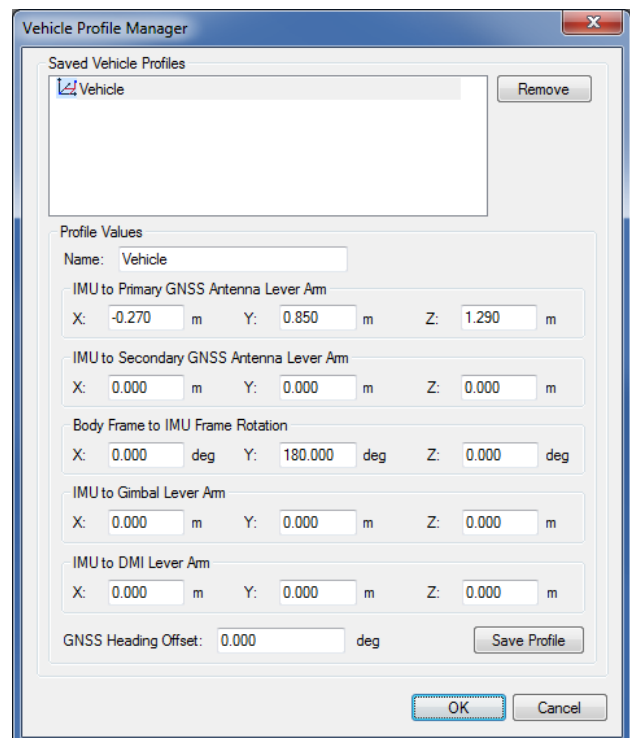 Vehicle Profile Manager
Saved Vehicle Profiles
Vehicle
Remove
Profile Values
Name: Vehicle
IMU to Primary GNSS Antenna Lever Arm
X: -0.270 m Y: 0.850 m Z: 1.290 m
IMU to Secondary GNSS Antenna Lever Arm
X: 0.000 m Y: 0.000 m Z: 0.000 m
Body Frame to IMU Frame Rotation
X: 0.000 deg Y: 180.000 deg Z: 0.000 deg
IMU to Gimbal Lever Arm
X: 0.000 m Y: 0.000 m Z: 0.000 m
IMU to DMI Lever Arm
X: 0.000 m Y: 0.000 m Z: 0.000 m
GNSS Heading Offset: 0.000 deg Save Profile
OK Cancel